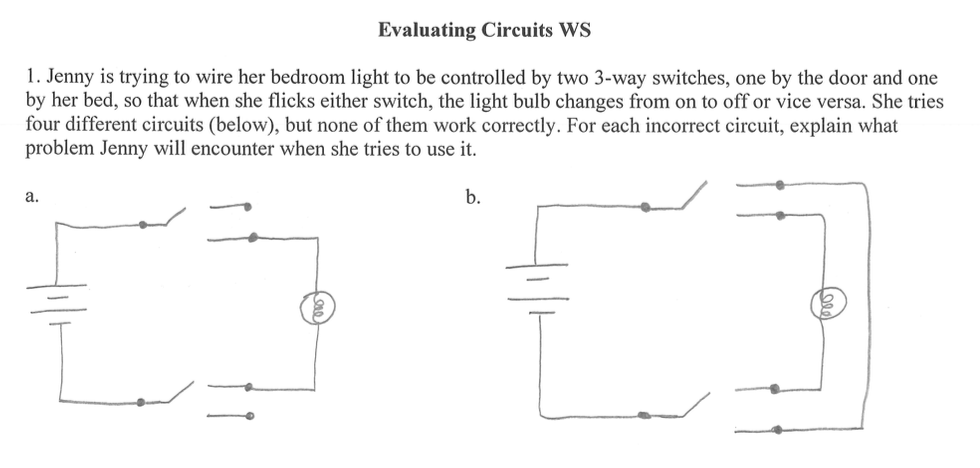 Evaluating Circuits WS
1. Jenny is trying to wire her bedroom light to be controlled by two 3-way switches, one by the door and one
by her bed, so that when she flicks either switch, the light bulb changes from on to off or vice versa. She tries
four different circuits (below), but none of them work correctly. For each incorrect circuit, explain what
problem Jenny will encounter when she tries to use it.
a.
b.